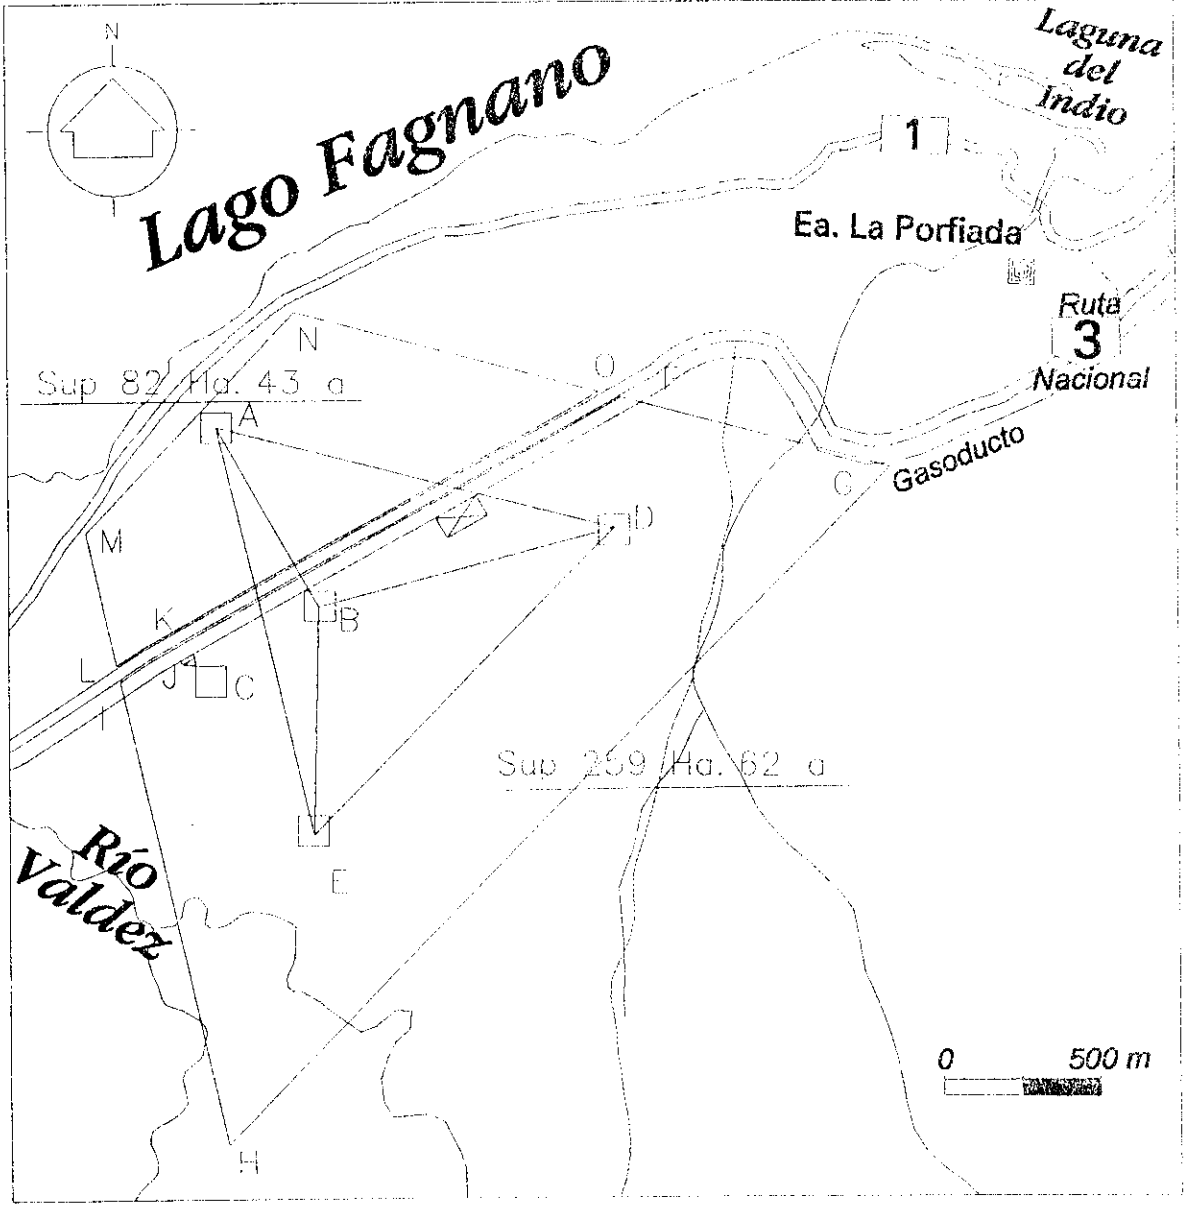 N
Lago Fagnano
Laguna
del
Indio
1
Ea. La Porfiada
Ruta
3
Nacional
N
O
Sup 82 Ha. 43 a
A
Gasoducto
G
M
D
K
B
L
J
C
I
Sup 259 Ha. 62 a
Río
Valdez
E
0 500 m
H